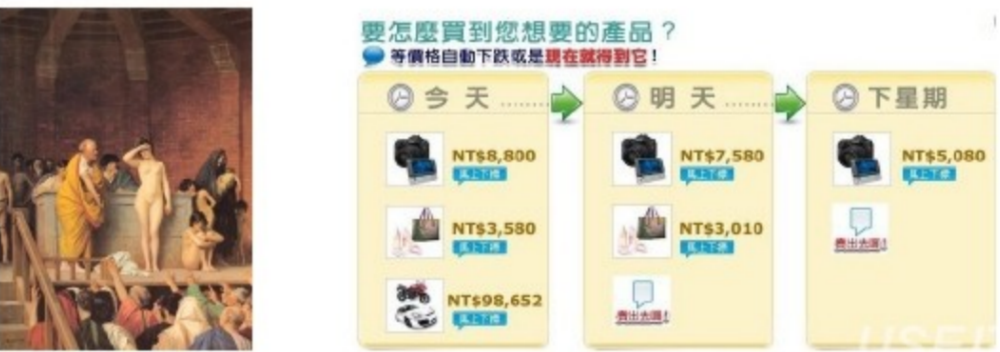 要怎麼買到您想要的產品？
等價格自動下跌或是現在就得到它！
今天.........
NT$8,800
馬上下標
NT$3,580
馬上下標
NT$98,652
馬上下標
明天.........
NT$7,580
馬上下標
NT$3,010
馬上下標
賣出去囉！
下星期
NT$5,080
馬上下標
賣出去囉！